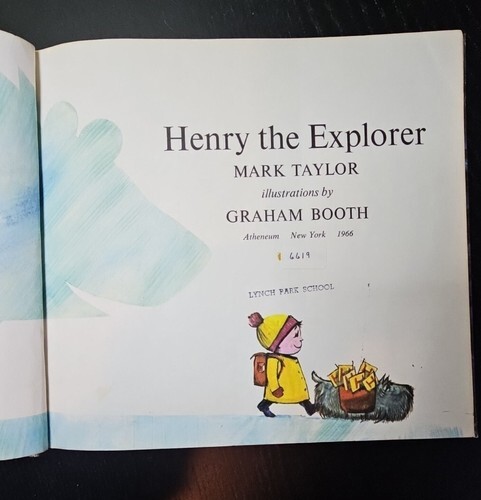 Henry the Explorer
MARK TAYLOR
illustrations by
GRAHAM BOOTH
Atheneum New York 1966
6619
LYNCH PARK SCHOOL